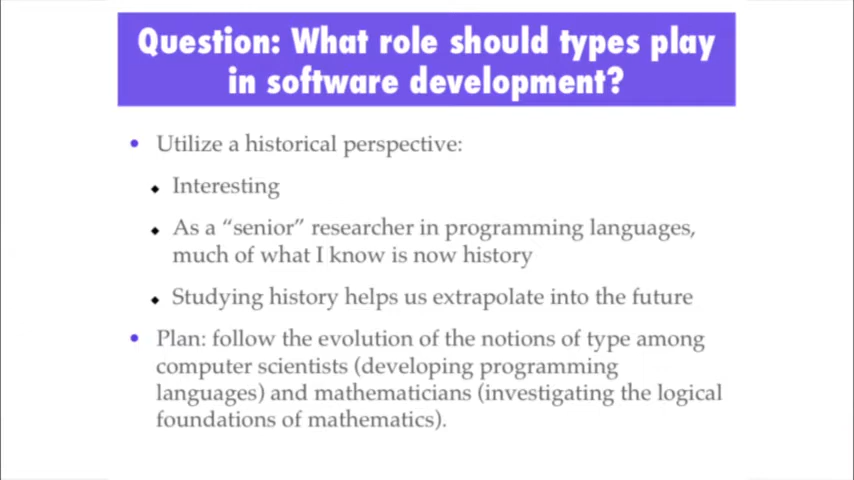 Question: What role should types play
in software development?
• Utilize a historical perspective:
◆ Interesting
◆ As a “senior” researcher in programming languages,
much of what I know is now history
◆ Studying history helps us extrapolate into the future
• Plan: follow the evolution of the notions of type among
computer scientists (developing programming
languages) and mathematicians (investigating the logical
foundations of mathematics).